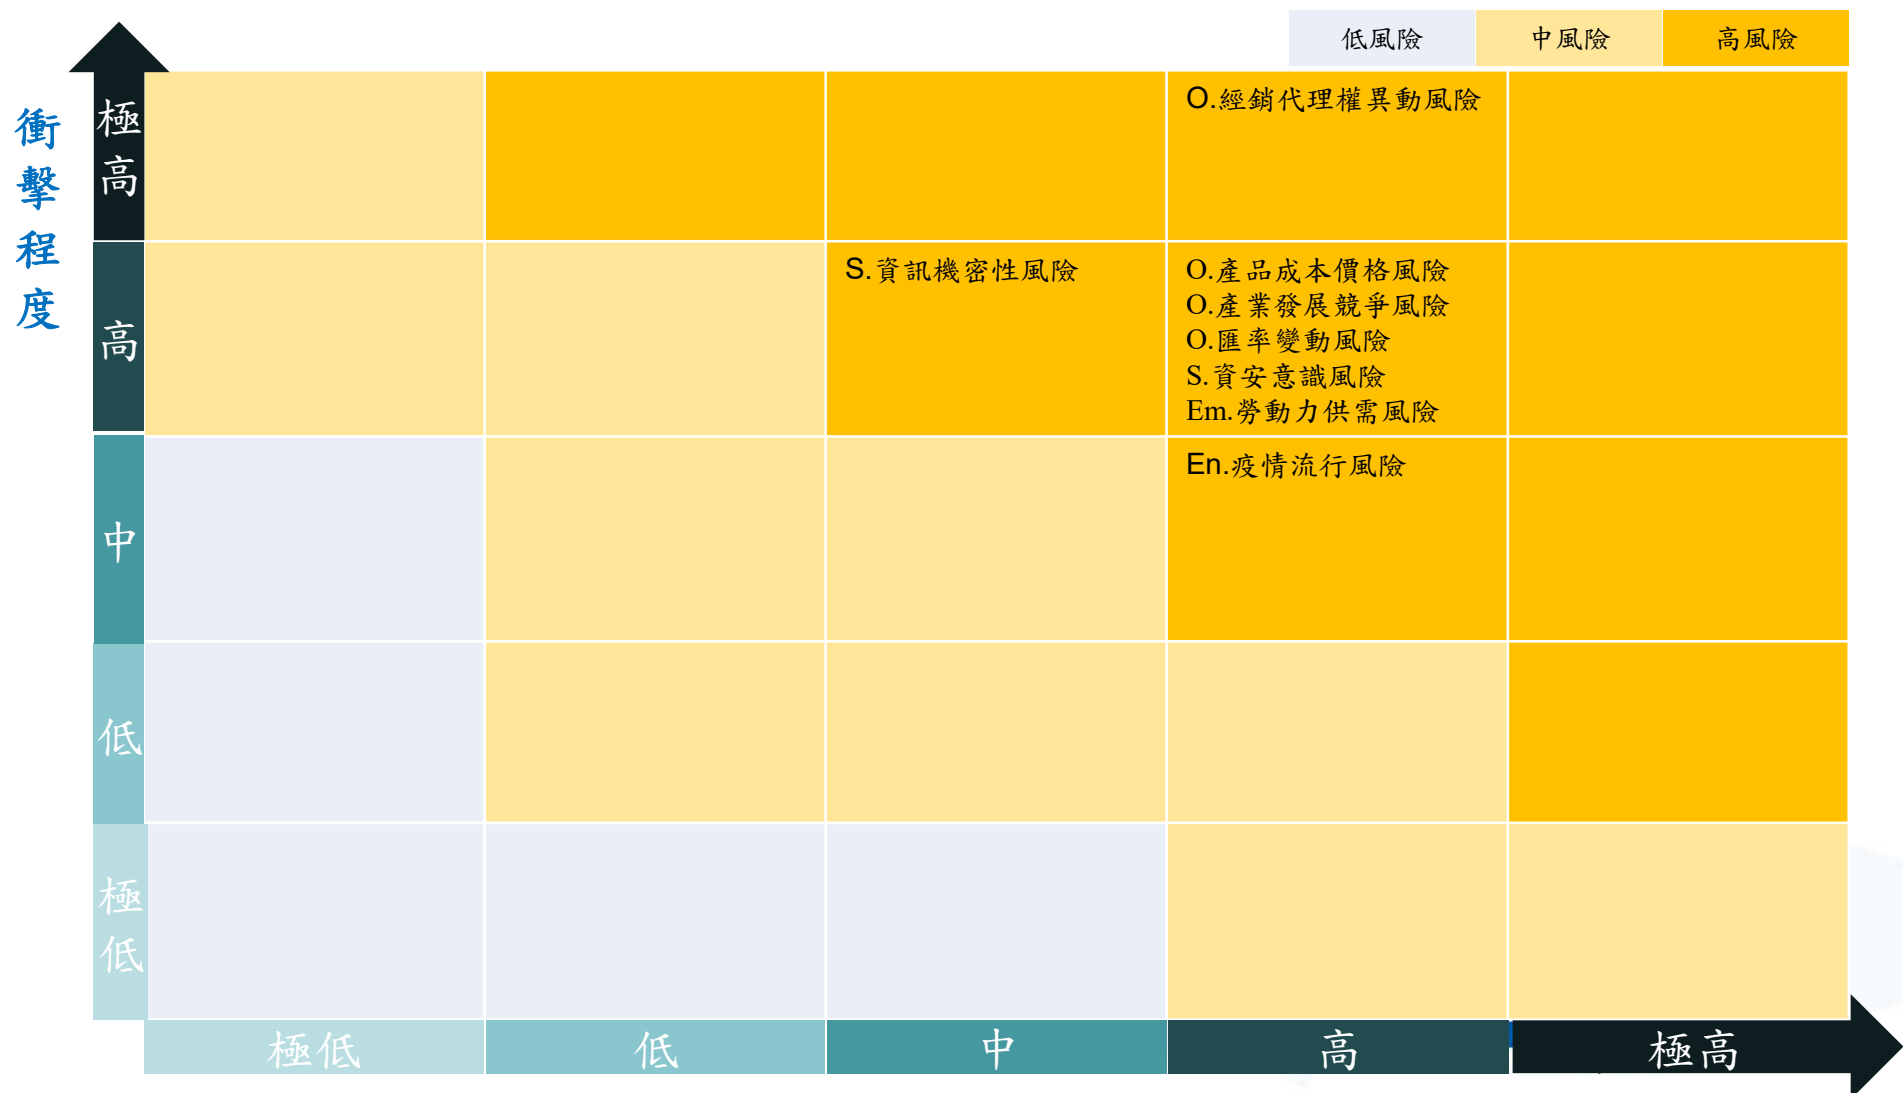 低風險 中風險 高風險
衝擊程度
極高
O.經銷代理權異動風險
高
S.資訊機密性風險
O.產品成本價格風險
O.產業發展競爭風險
O.匯率變動風險
S.資安意識風險
Em.勞動力供需風險
中
En.疫情流行風險
低
極低
極低 低 中 高 極高